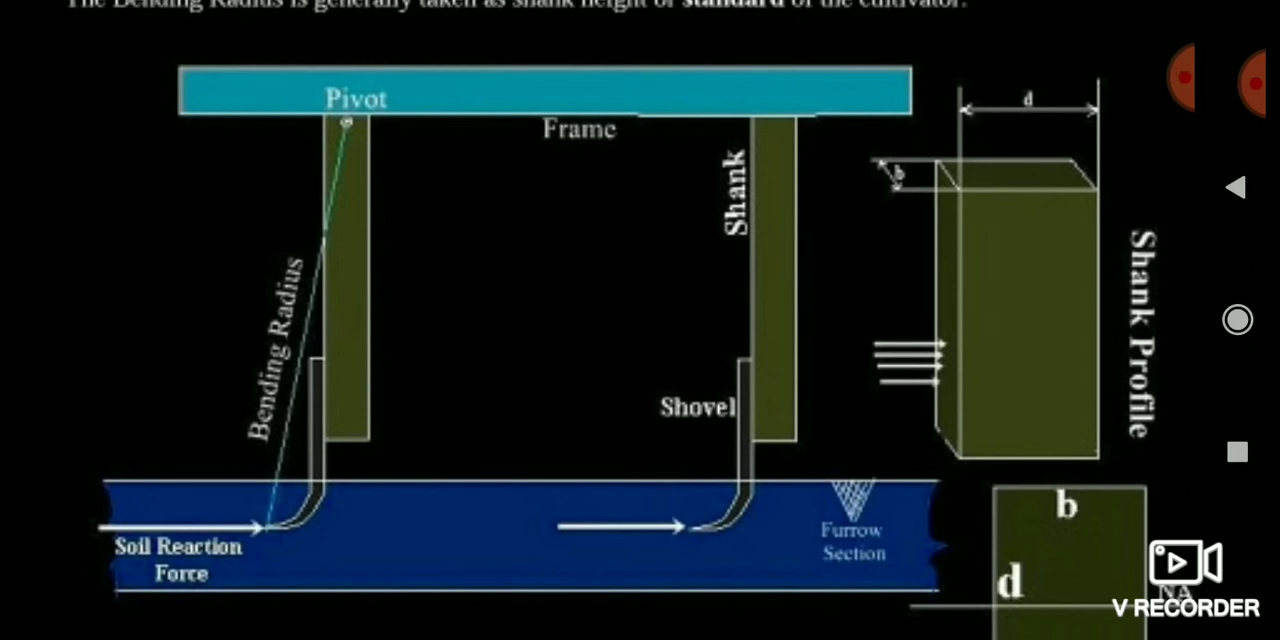 The Bending Radius is generally taken as shank height or standard of the cultivator.
Pivot
Frame
d
b
Shank
Bending Radius
Shank Profile
Shovel
b
Soil Reaction
Force
Furrow
Section
d
NA
V RECORDER